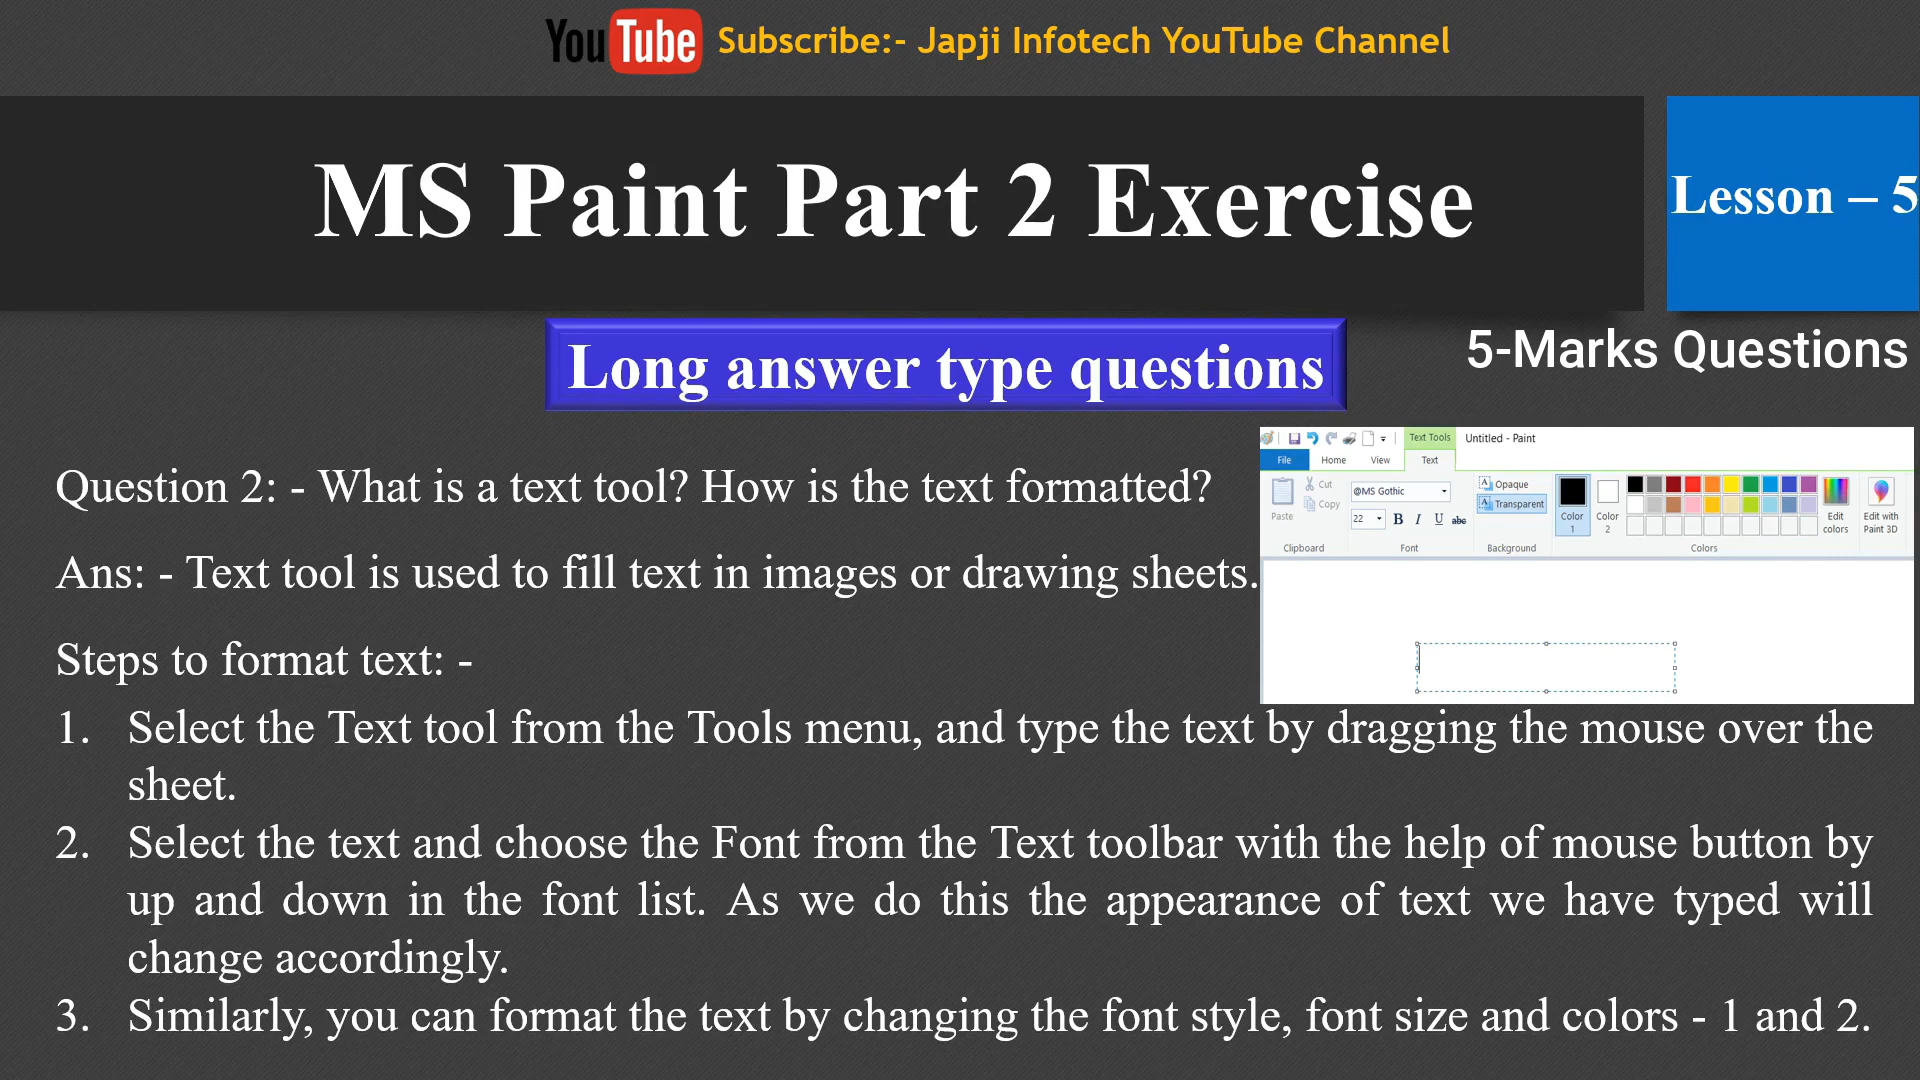 YouTube Subscribe:- Japji Infotech YouTube Channel
MS Paint Part 2 Exercise
Lesson – 5
Long answer type questions
5-Marks Questions
Text Tools Untitled - Paint
File Home View Text
Cut
Copy
Paste
Clipboard
@MS Gothic
22 B I U abc
Font
Opaque
Transparent
Background
Color 1
Color 2
Edit colors
Colors
Edit with Paint 3D
Question 2: - What is a text tool? How is the text formatted?
Ans: - Text tool is used to fill text in images or drawing sheets.
Steps to format text: -
1. Select the Text tool from the Tools menu, and type the text by dragging the mouse over the
sheet.
2. Select the text and choose the Font from the Text toolbar with the help of mouse button by
up and down in the font list. As we do this the appearance of text we have typed will
change accordingly.
3. Similarly, you can format the text by changing the font style, font size and colors - 1 and 2.